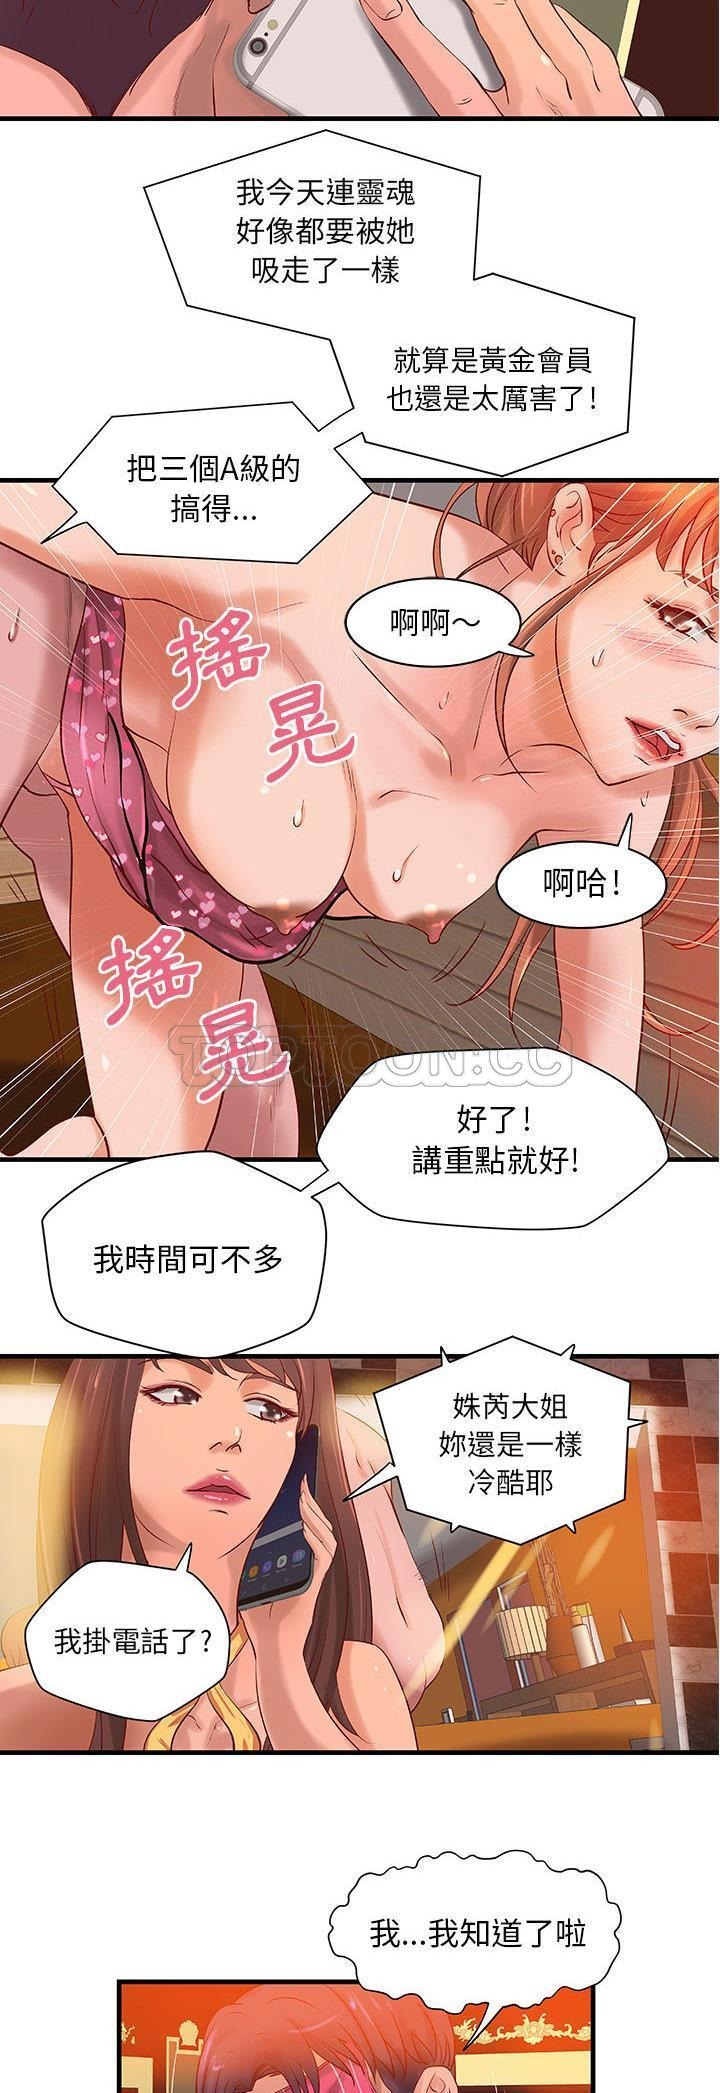 我今天連靈魂
好像都要被她
吸走了一樣
就算是黃金會員
也還是太厲害了!
把三個A級的
搞得...
啊啊～
搖
晃
啊哈!
搖
晃
TOPTOON.CC
好了!
講重點就好!
我時間可不多
姝芮大姐
妳還是一樣
冷酷耶
我掛電話了?
我...我知道了啦